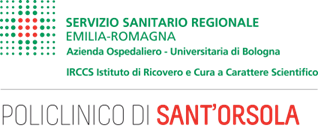 SERVIZIO SANITARIO REGIONALE
EMILIA-ROMAGNA
Azienda Ospedaliero - Universitaria di Bologna
IRCCS Istituto di Ricovero e Cura a Carattere Scientifico
POLICLINICO DI SANT'ORSOLA